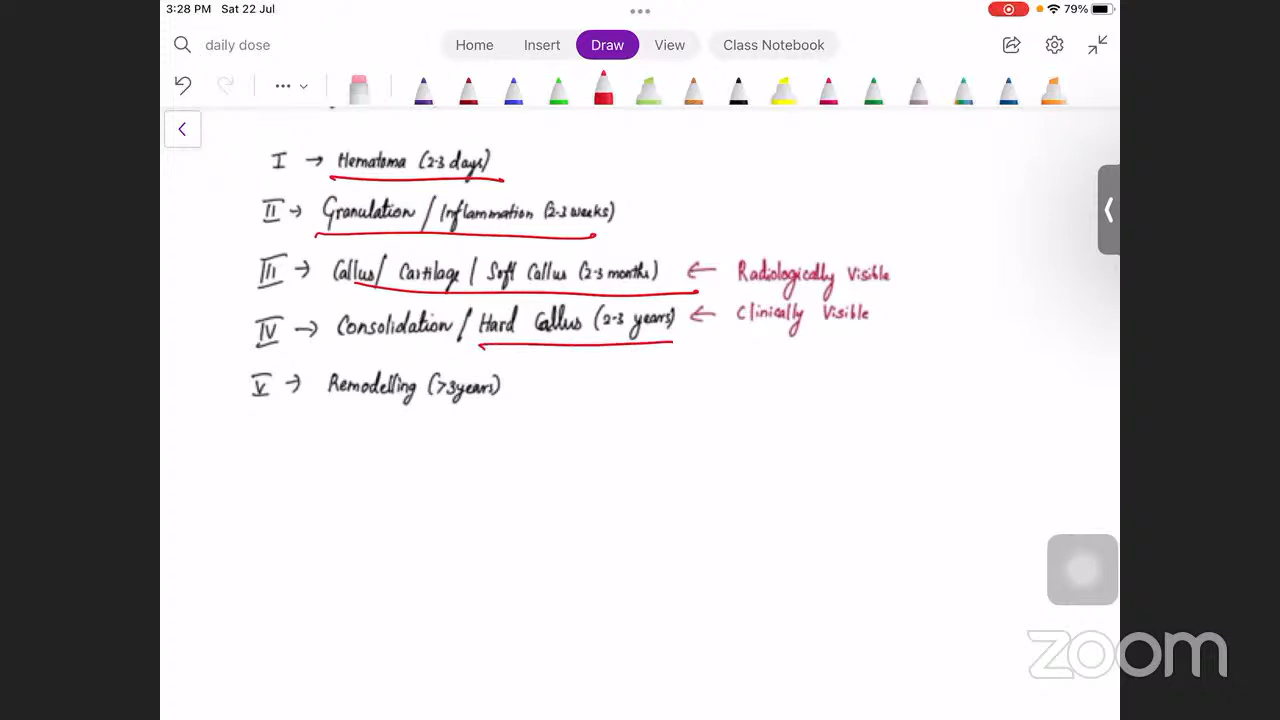 3:28 PM Sat 22 Jul 79%
daily dose Home Insert Draw View Class Notebook
I → Hematoma (2-3 days)
II → Granulation / Inflammation (2-3 weeks)
III → Callus / Cartilage / Soft Callus (2-3 months) ← Radiologically Visible
IV → Consolidation / Hard Callus (2-3 years) ← Clinically Visible
V → Remodelling (>3years)
zoom